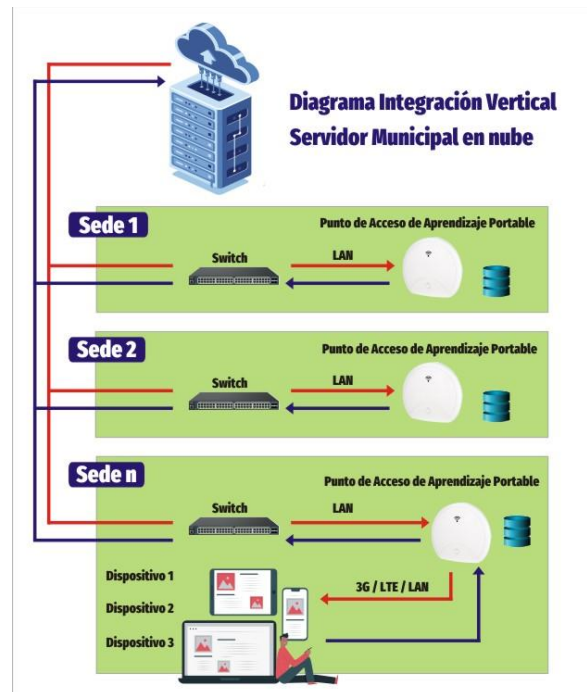 Diagrama Integración Vertical
Servidor Municipal en nube
Sede 1
Punto de Acceso de Aprendizaje Portable
Switch
LAN
Sede 2
Punto de Acceso de Aprendizaje Portable
Switch
LAN
Sede n
Punto de Acceso de Aprendizaje Portable
Switch
LAN
Dispositivo 1
3G / LTE / LAN
Dispositivo 2
Dispositivo 3